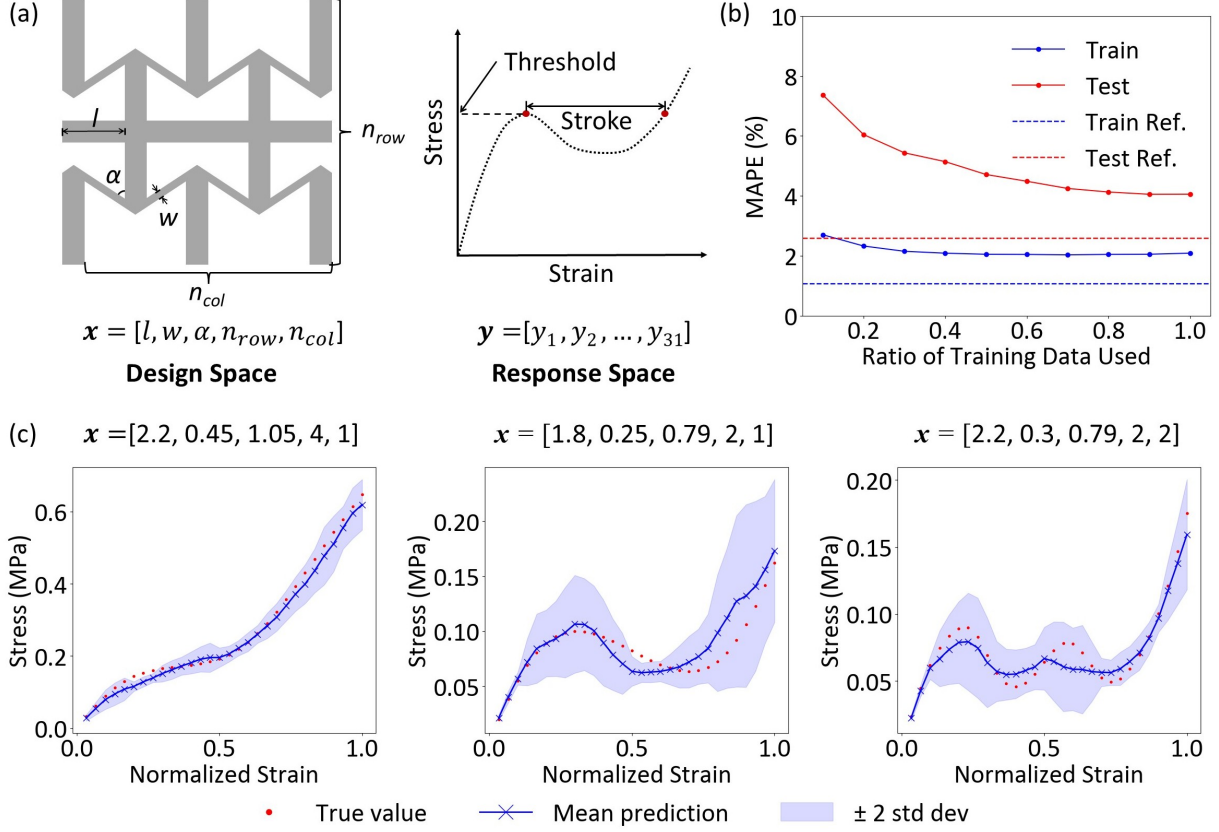 (a)
l
α
w
n_row
n_col
x = [l, w, α, n_row, n_col]
Design Space
Threshold
Stroke
Stress
Strain
y =[y_1, y_2, …, y_31]
Response Space
(b)
10
8
6
4
2
0
MAPE (%)
0.2 0.4 0.6 0.8 1.0
Ratio of Training Data Used
Train
Test
Train Ref.
Test Ref.
(c)
x =[2.2, 0.45, 1.05, 4, 1]
0.6
0.4
0.2
0.0
Stress (MPa)
0.0 0.5 1.0
Normalized Strain
x = [1.8, 0.25, 0.79, 2, 1]
0.20
0.15
0.10
0.05
Stress (MPa)
0.0 0.5 1.0
Normalized Strain
x = [2.2, 0.3, 0.79, 2, 2]
0.20
0.15
0.10
0.05
Stress (MPa)
0.0 0.5 1.0
Normalized Strain
True value
Mean prediction
± 2 std dev